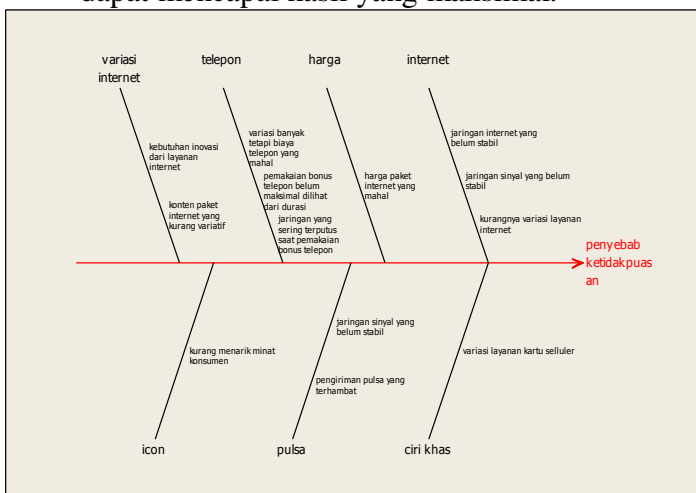 dapat mencapai hasil yang maksimal.
variasi
internet
telepon
harga
internet
kebutuhan inovasi
dari layanan
internet
konten paket
internet yang
kurang variatif
variasi banyak
tetapi biaya
telepon yang
mahal
pemakaian bonus
telepon belum
maksimal dilihat
dari durasi
jaringan yang
sering terputus
saat pemakaian
bonus telepon
harga paket
internet yang
mahal
jaringan internet yang
belum stabil
jaringan sinyal yang belum
stabil
kurangnya variasi layanan
internet
penyebab
ketidakpuas
an
kurang menarik minat
konsumen
jaringan sinyal yang
belum stabil
pengiriman pulsa yang
terhambat
variasi layanan kartu selluler
icon
pulsa
ciri khas